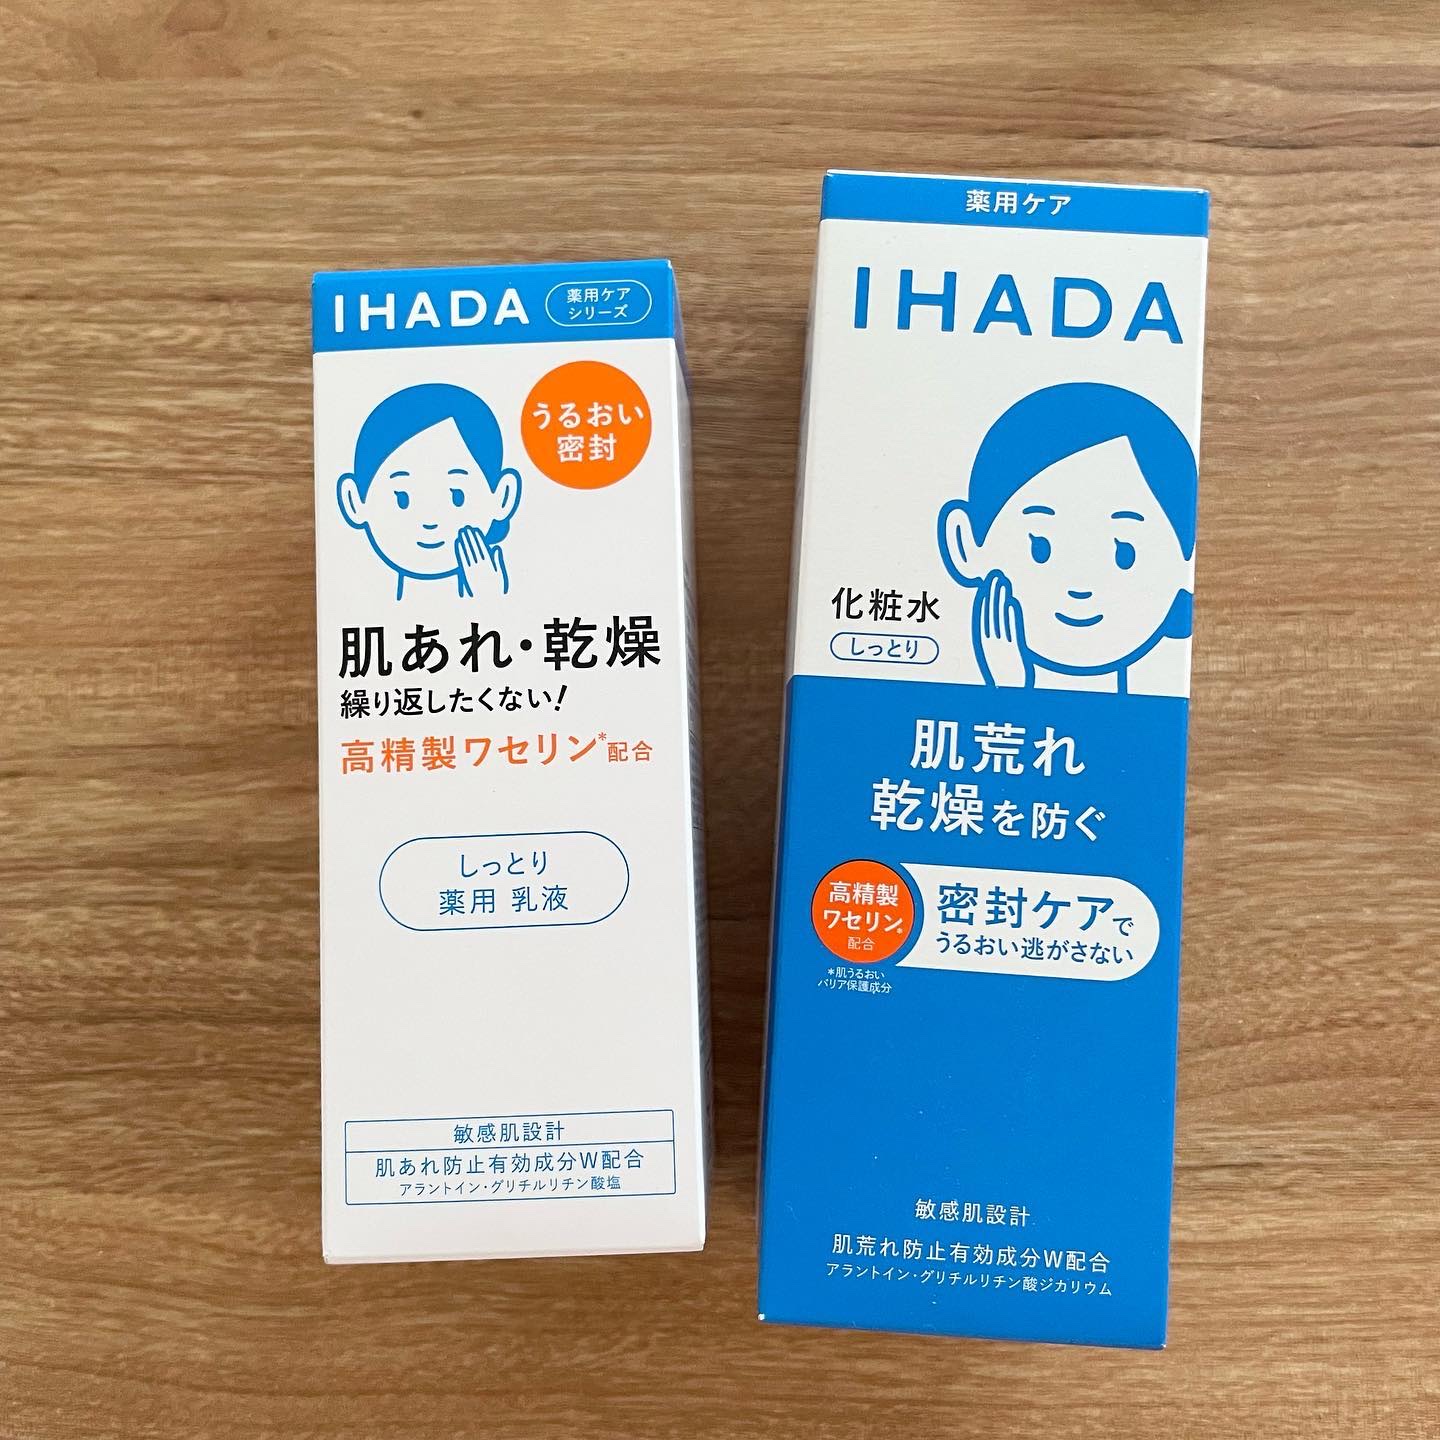 IHADA
薬用ケア
シリーズ
うるおい
密封
肌あれ・乾燥
繰り返したくない!
高精製ワセリン*配合
しっとり
薬用 乳液
敏感肌設計
肌あれ防止有効成分W配合
アラントイン・グリチルリチン酸塩
薬用ケア
IHADA
化粧水
しっとり
肌荒れ
乾燥を防ぐ
高精製
ワセリン*
配合
*肌うるおい
バリア保護成分
密封ケアで
うるおい逃がさない
敏感肌設計
肌荒れ防止有効成分W配合
アラントイン・グリチルリチン酸ジカリウム